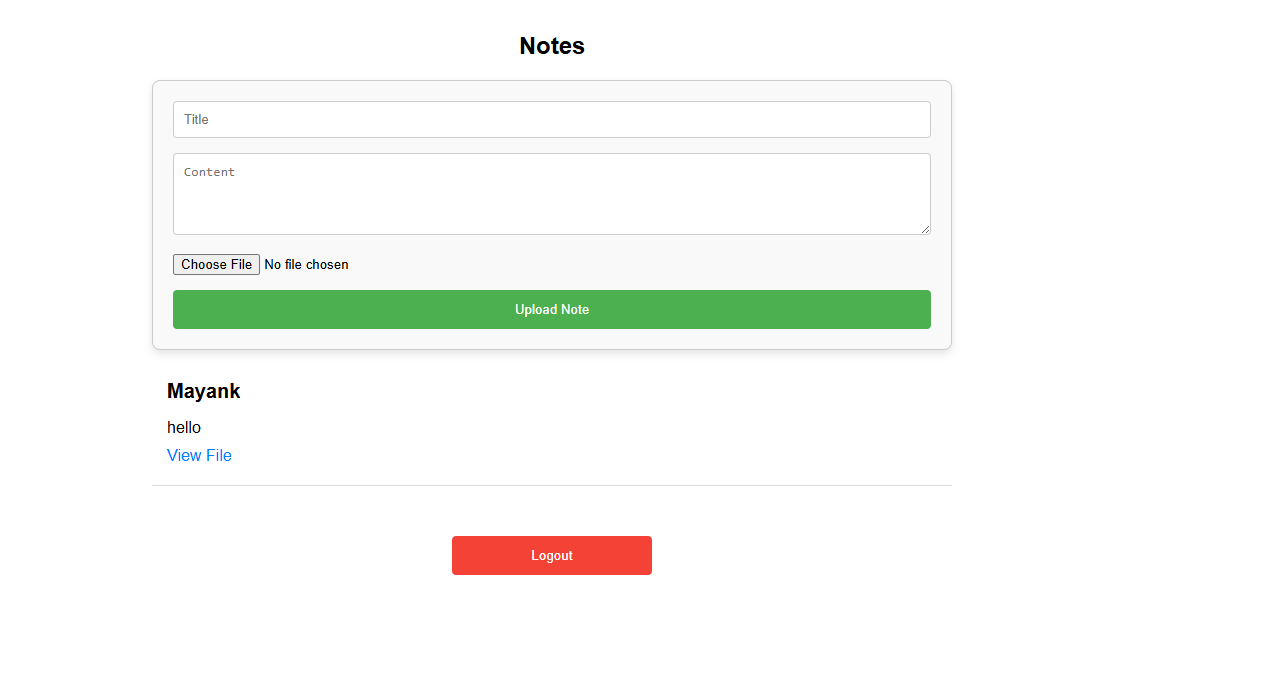 Notes
Title
Content
Choose File No file chosen
Upload Note
Mayank
hello
View File
Logout